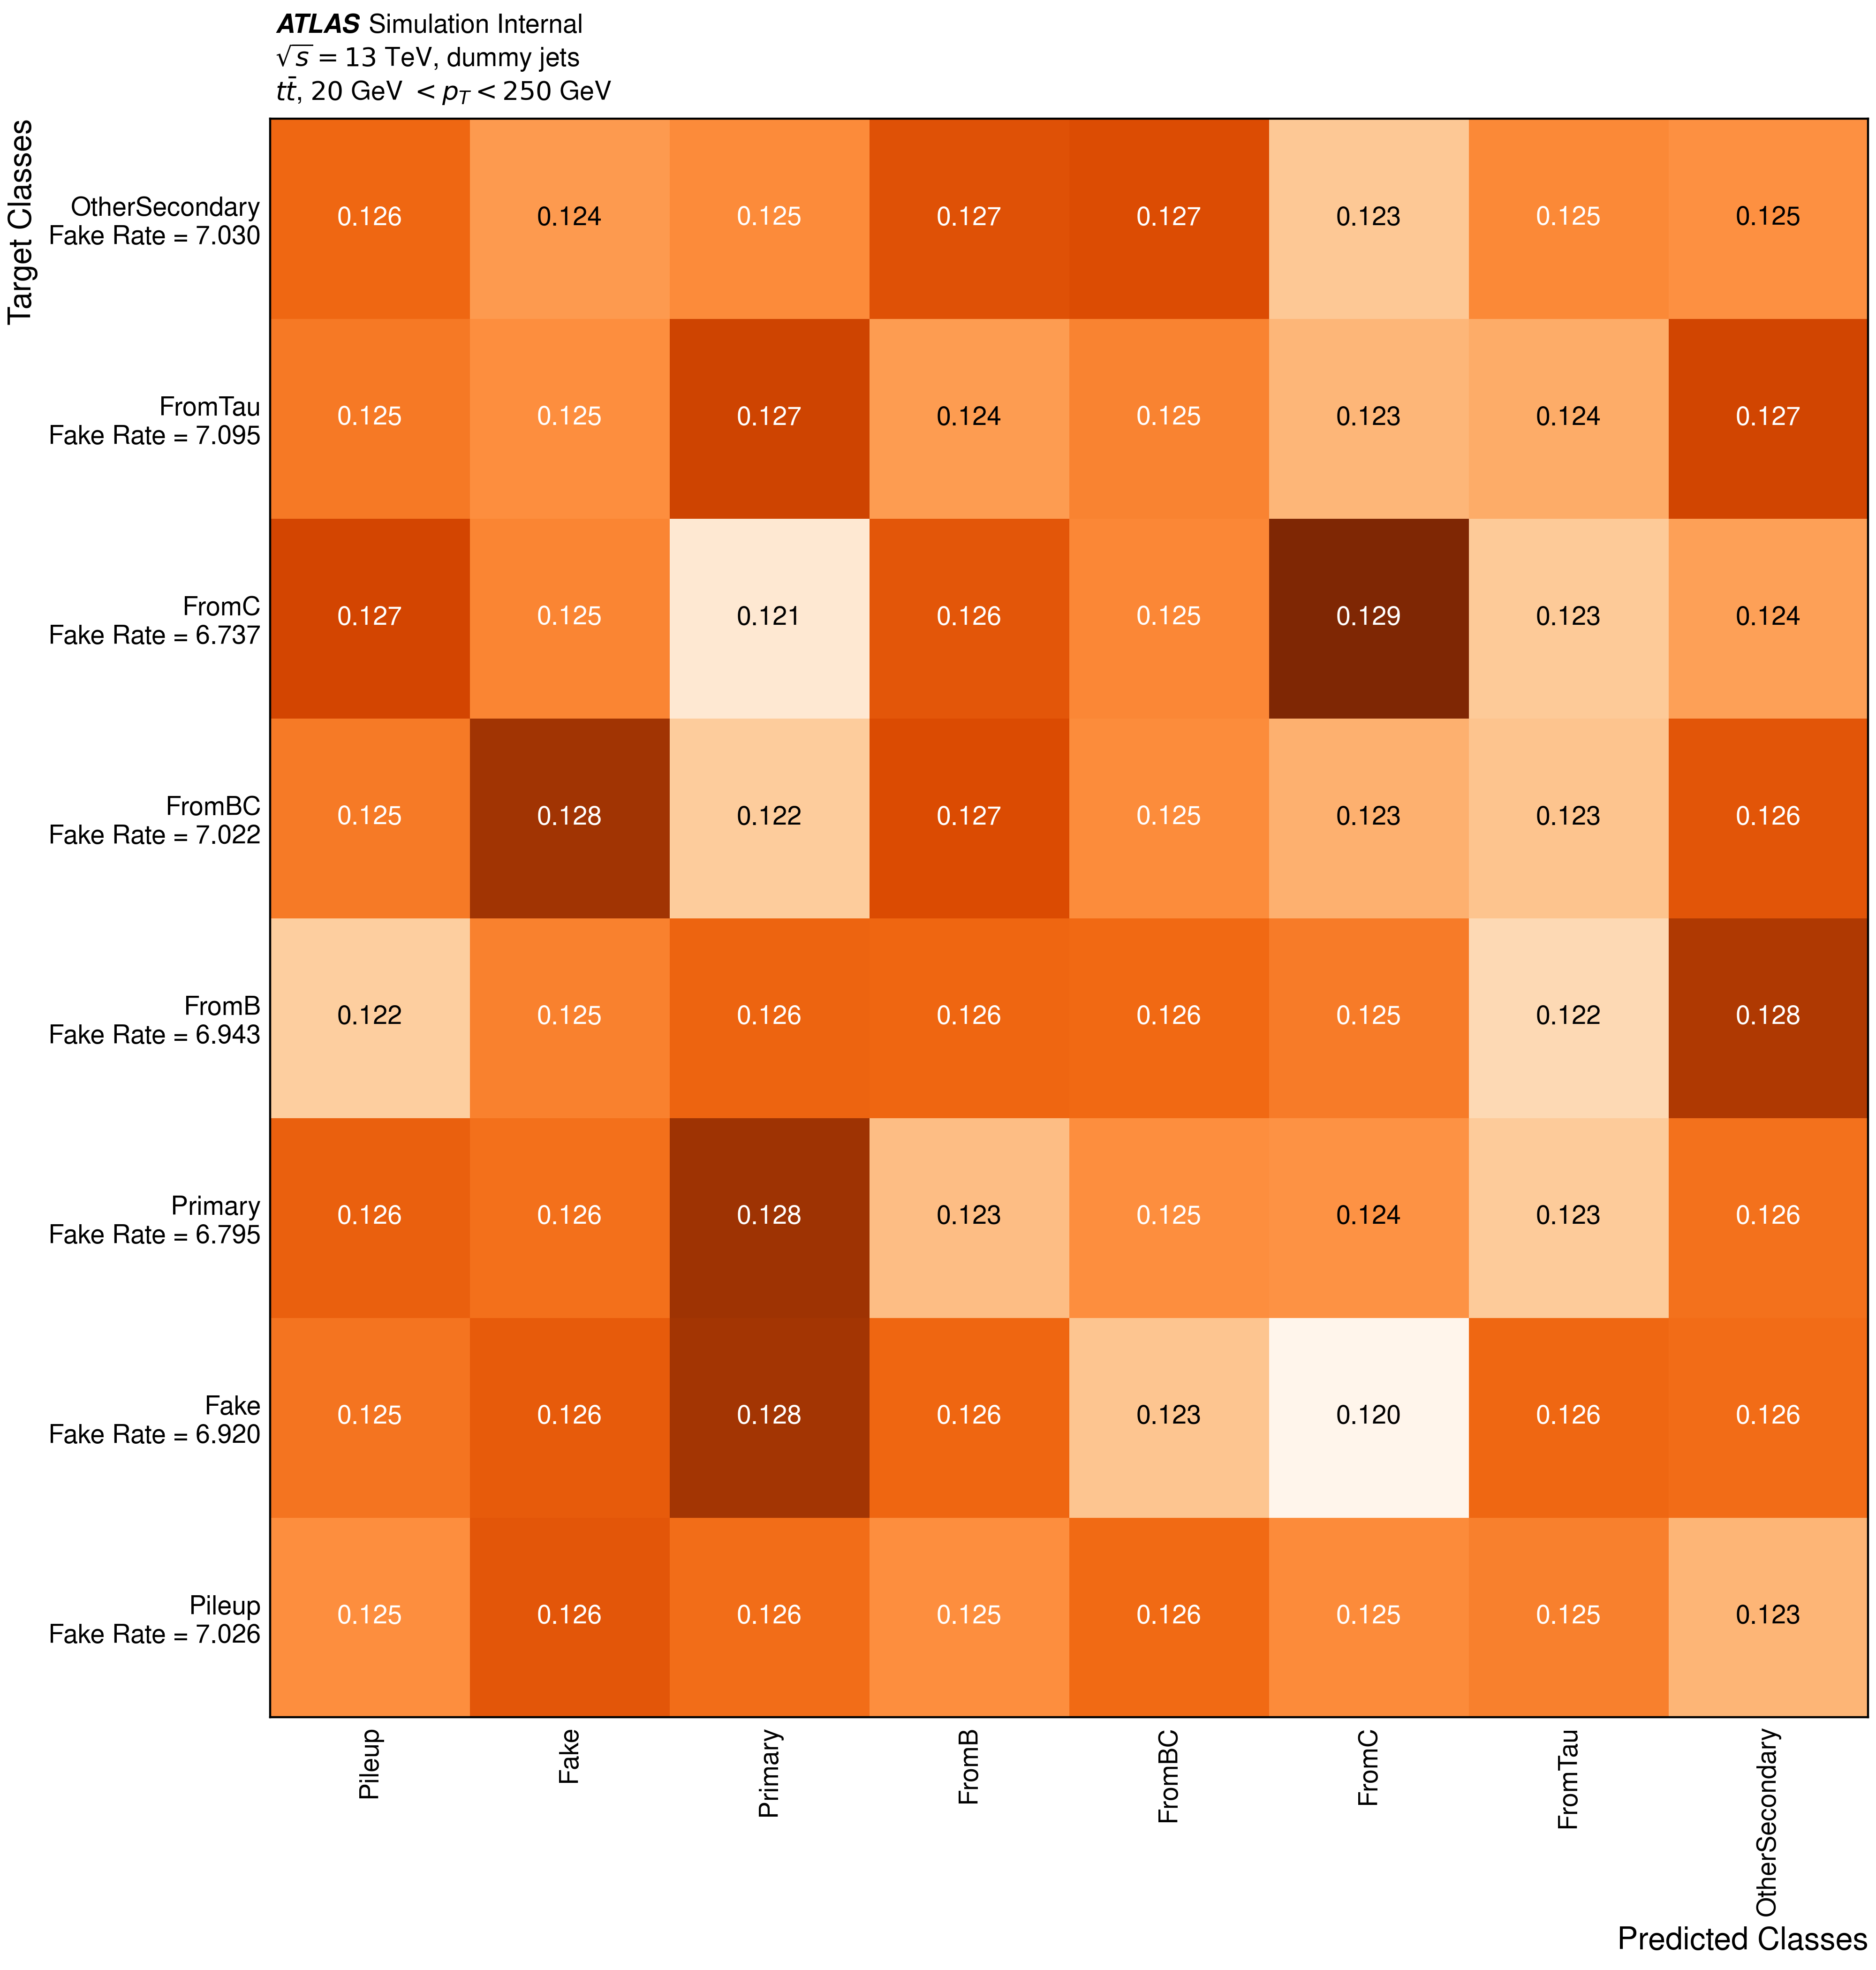 ATLAS Simulation Internal
√s = 13 TeV, dummy jets
tt̄, 20 GeV < p_T < 250 GeV
Target Classes
OtherSecondary
Fake Rate = 7.030
0.126 0.124 0.125 0.127 0.127 0.123 0.125 0.125
FromTau
Fake Rate = 7.095
0.125 0.125 0.127 0.124 0.125 0.123 0.124 0.127
FromC
Fake Rate = 6.737
0.127 0.125 0.121 0.126 0.125 0.129 0.123 0.124
FromBC
Fake Rate = 7.022
0.125 0.128 0.122 0.127 0.125 0.123 0.123 0.126
FromB
Fake Rate = 6.943
0.122 0.125 0.126 0.126 0.126 0.125 0.122 0.128
Primary
Fake Rate = 6.795
0.126 0.126 0.128 0.123 0.125 0.124 0.123 0.126
Fake
Fake Rate = 6.920
0.125 0.126 0.128 0.126 0.123 0.120 0.126 0.126
Pileup
Fake Rate = 7.026
0.125 0.126 0.126 0.125 0.126 0.125 0.125 0.123
Pileup
Fake
Primary
FromB
FromBC
FromC
FromTau
OtherSecondary
Predicted Classes